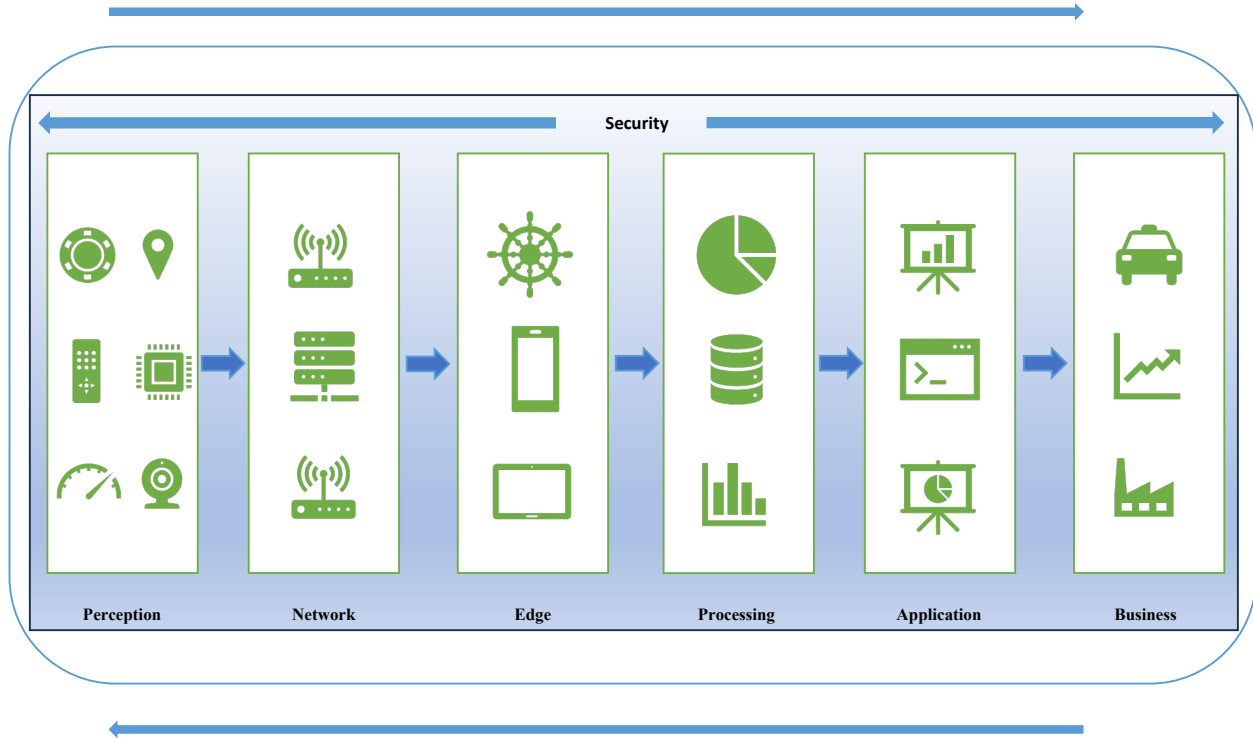 Security
Perception
Network
Edge
Processing
Application
Business